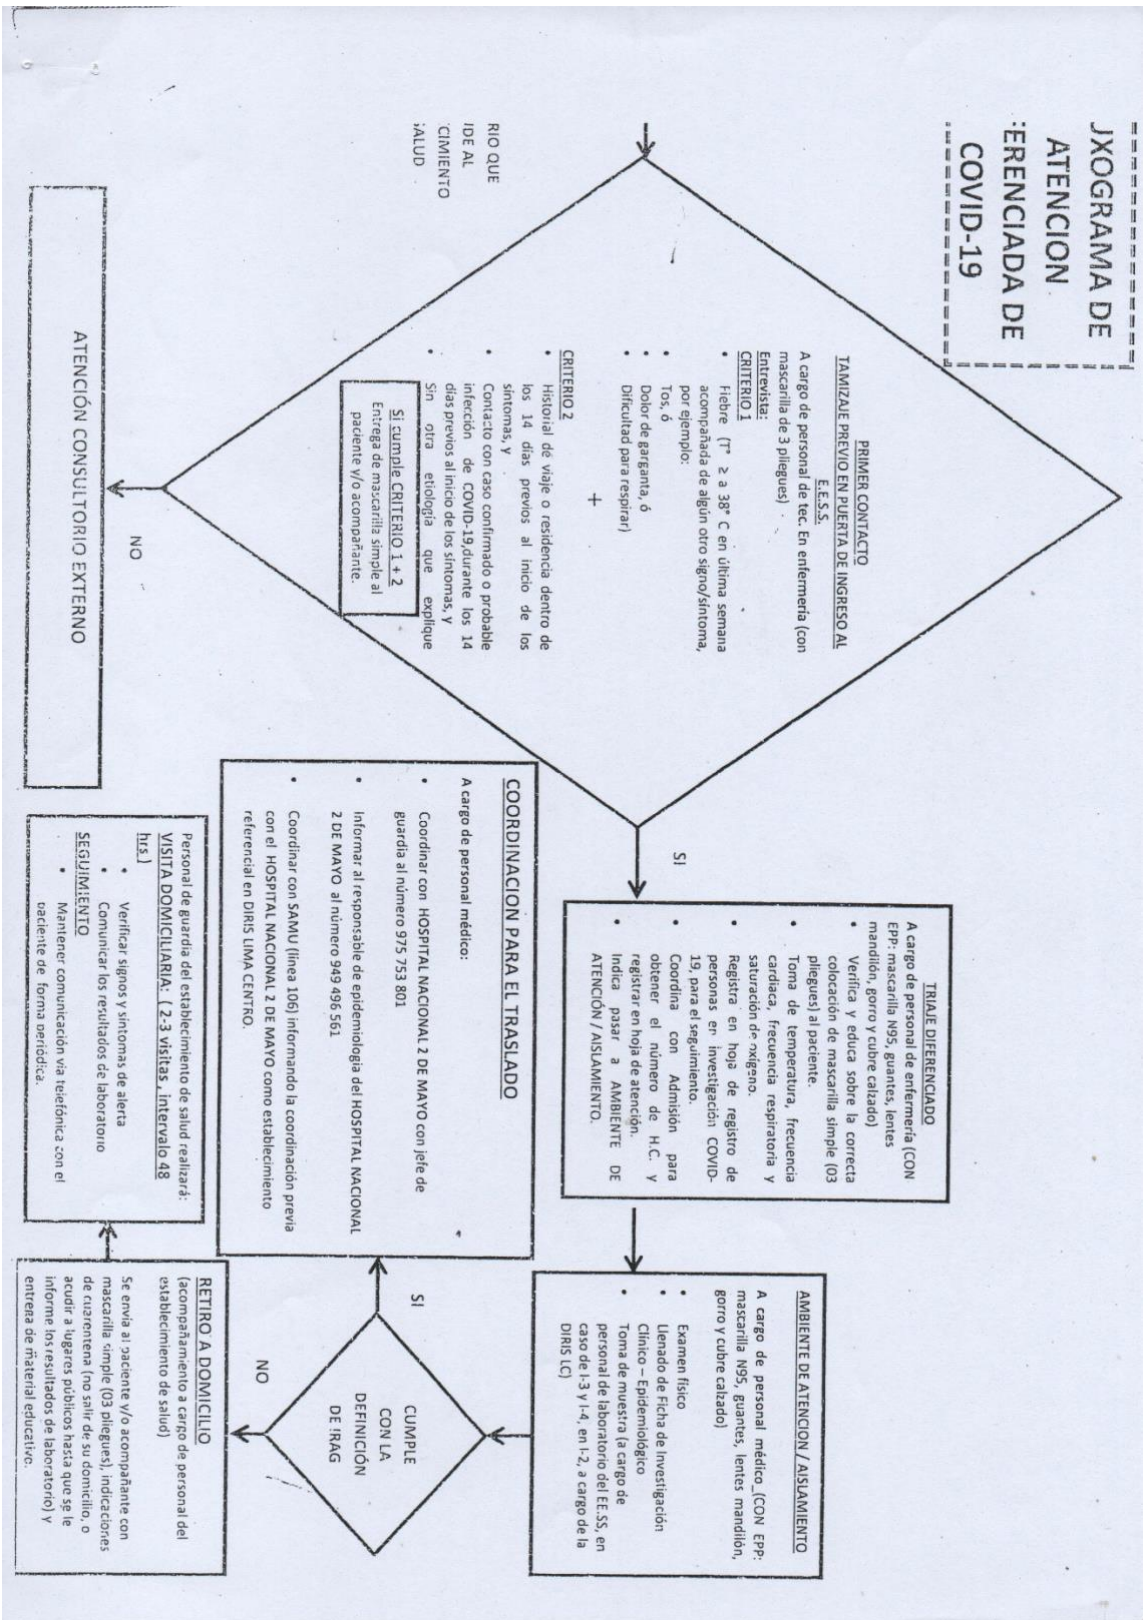 UXOGRAMA DE
ATENCION
ERENCIADA DE
COVID-19
RIO QUE
IDE AL
CIMIENTO
SALUD
PRIMER CONTACTO
TAMIZAJE PREVIO EN PUERTA DE INGRESO AL
E.E.S.S.
A cargo de personal de tec. En enfermería (con
mascarilla de 3 pliegues)
Entrevista:
CRITERIO 1
• Fiebre (T° ≥ a 38° C en última semana
acompañada de algún otro signo/síntoma,
por ejemplo:
• Tos, ó
• Dolor de garganta, ó
• Dificultad para respirar)
+
CRITERIO 2
• Historial de viaje o residencia dentro de
los 14 días previos al inicio de los
síntomas, y
• Contacto con caso confirmado o probable
infección de COVID-19,durante los 14
días previos al inicio de los síntomas, y
• Sin otra etiología que explique
Si cumple CRITERIO 1 + 2
Entrega de mascarilla simple al
paciente y/o acompañante.
NO
ATENCIÓN CONSULTORIO EXTERNO
SI
TRIAJE DIFERENCIADO
A cargo de personal de enfermería (CON
EPP: mascarilla N95, guantes, lentes
mandilón, gorro y cubre calzado)
• Verifica y educa sobre la correcta
colocación de mascarilla simple (03
pliegues) al paciente.
• Toma de temperatura, frecuencia
cardiaca, frecuencia respiratoria y
saturación de oxígeno.
• Registra en hoja de registro de
personas en investigación COVID-
19, para el seguimiento.
• Coordina con Admisión para
obtener el número de H.C. y
registrar en hoja de atención.
• Indica pasar a AMBIENTE DE
ATENCIÓN / AISLAMIENTO.
AMBIENTE DE ATENCION / AISLAMIENTO
A cargo de personal médico_(CON EPP:
mascarilla N95, guantes, lentes mandilón,
gorro y cubre calzado)
• Examen físico
• Llenado de Ficha de Investigación
Clínico – Epidemiológico
• Toma de muestra (a cargo de
personal de laboratorio del EE.SS, en
caso de I-3 y I-4, en I-2, a cargo de la
DIRIS LC)
CUMPLE
CON LA
DEFINICIÓN
DE IRAG
SI
NO
COORDINACION PARA EL TRASLADO
A cargo de personal médico:
• Coordinar con HOSPITAL NACIONAL 2 DE MAYO con jefe de
guardia al número 975 753 801
• Informar al responsable de epidemiologia del HOSPITAL NACIONAL
2 DE MAYO al número 949 496 561
• Coordinar con SAMU (linea 106) informando la coordinación previa
con el HOSPITAL NACIONAL 2 DE MAYO como establecimiento
referencial en DIRIS LIMA CENTRO.
RETIRO A DOMICILIO
(acompañamiento a cargo de personal del
establecimiento de salud)
Se envia al paciente y/o acompañante con
mascarilla simple (03 pliegues), indicaciones
de cuarentena (no salir de su domicilio, o
acudir a lugares públicos hasta que se le
informe los resultados de laboratorio) y
entrega de material educativo.
Personal de guardia del establecimiento de salud realizará:
VISITA DOMICILIARIA: ( 2-3 visitas , intervalo 48
hrs.)
• Verificar signos y síntomas de alerta
• Comunicar los resultados de laboratorio
SEGUIMIENTO
• Mantener comunicación via telefónica con el
paciente de forma periódica.